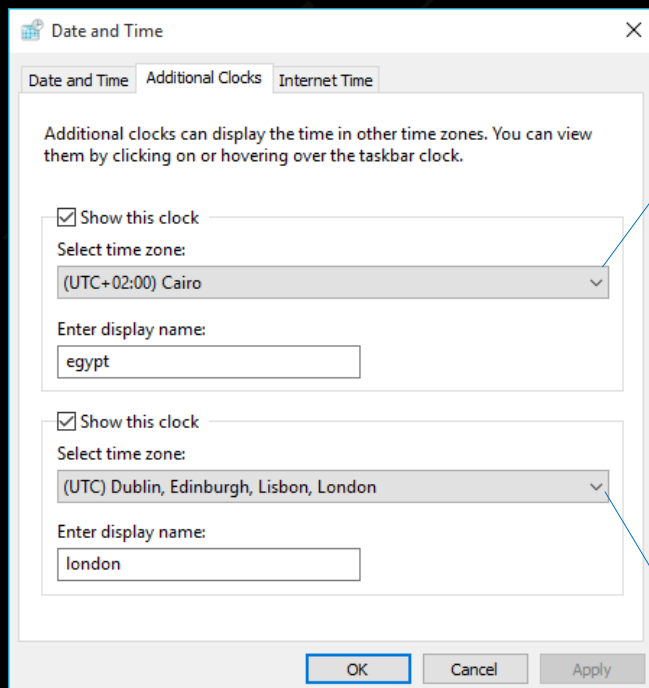 Date and Time
Date and Time Additional Clocks Internet Time
Additional clocks can display the time in other time zones. You can view
them by clicking on or hovering over the taskbar clock.
Show this clock
Select time zone:
(UTC+02:00) Cairo
Enter display name:
egypt
Show this clock
Select time zone:
(UTC) Dublin, Edinburgh, Lisbon, London
Enter display name:
london
OK Cancel Apply